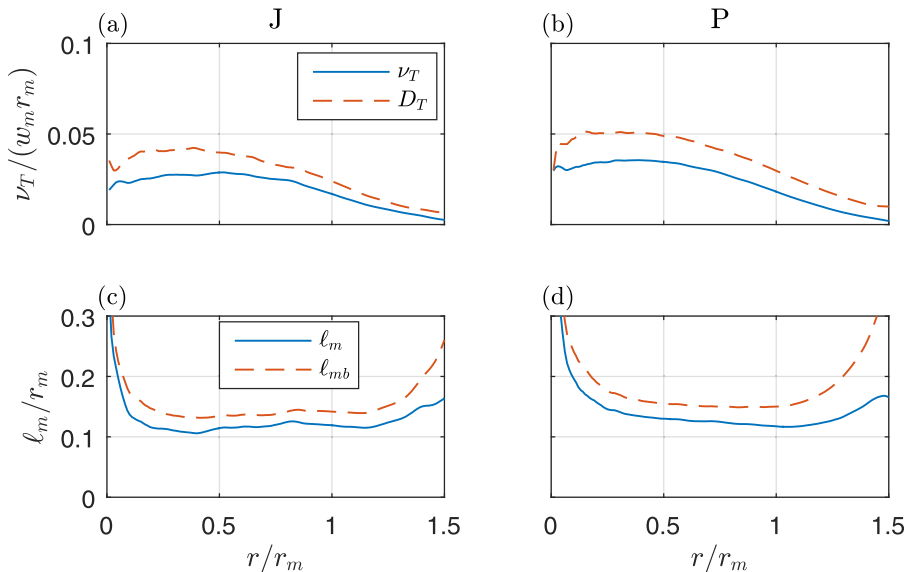 J P
(a) (b)
0.1
0.05
0
ν_T/(w_m r_m)
ν_T
D_T
(c) (d)
0.3
0.2
0.1
0
ℓ_m/r_m
ℓ_m
ℓ_mb
0 0.5 1 1.5 0 0.5 1 1.5
r/r_m r/r_m